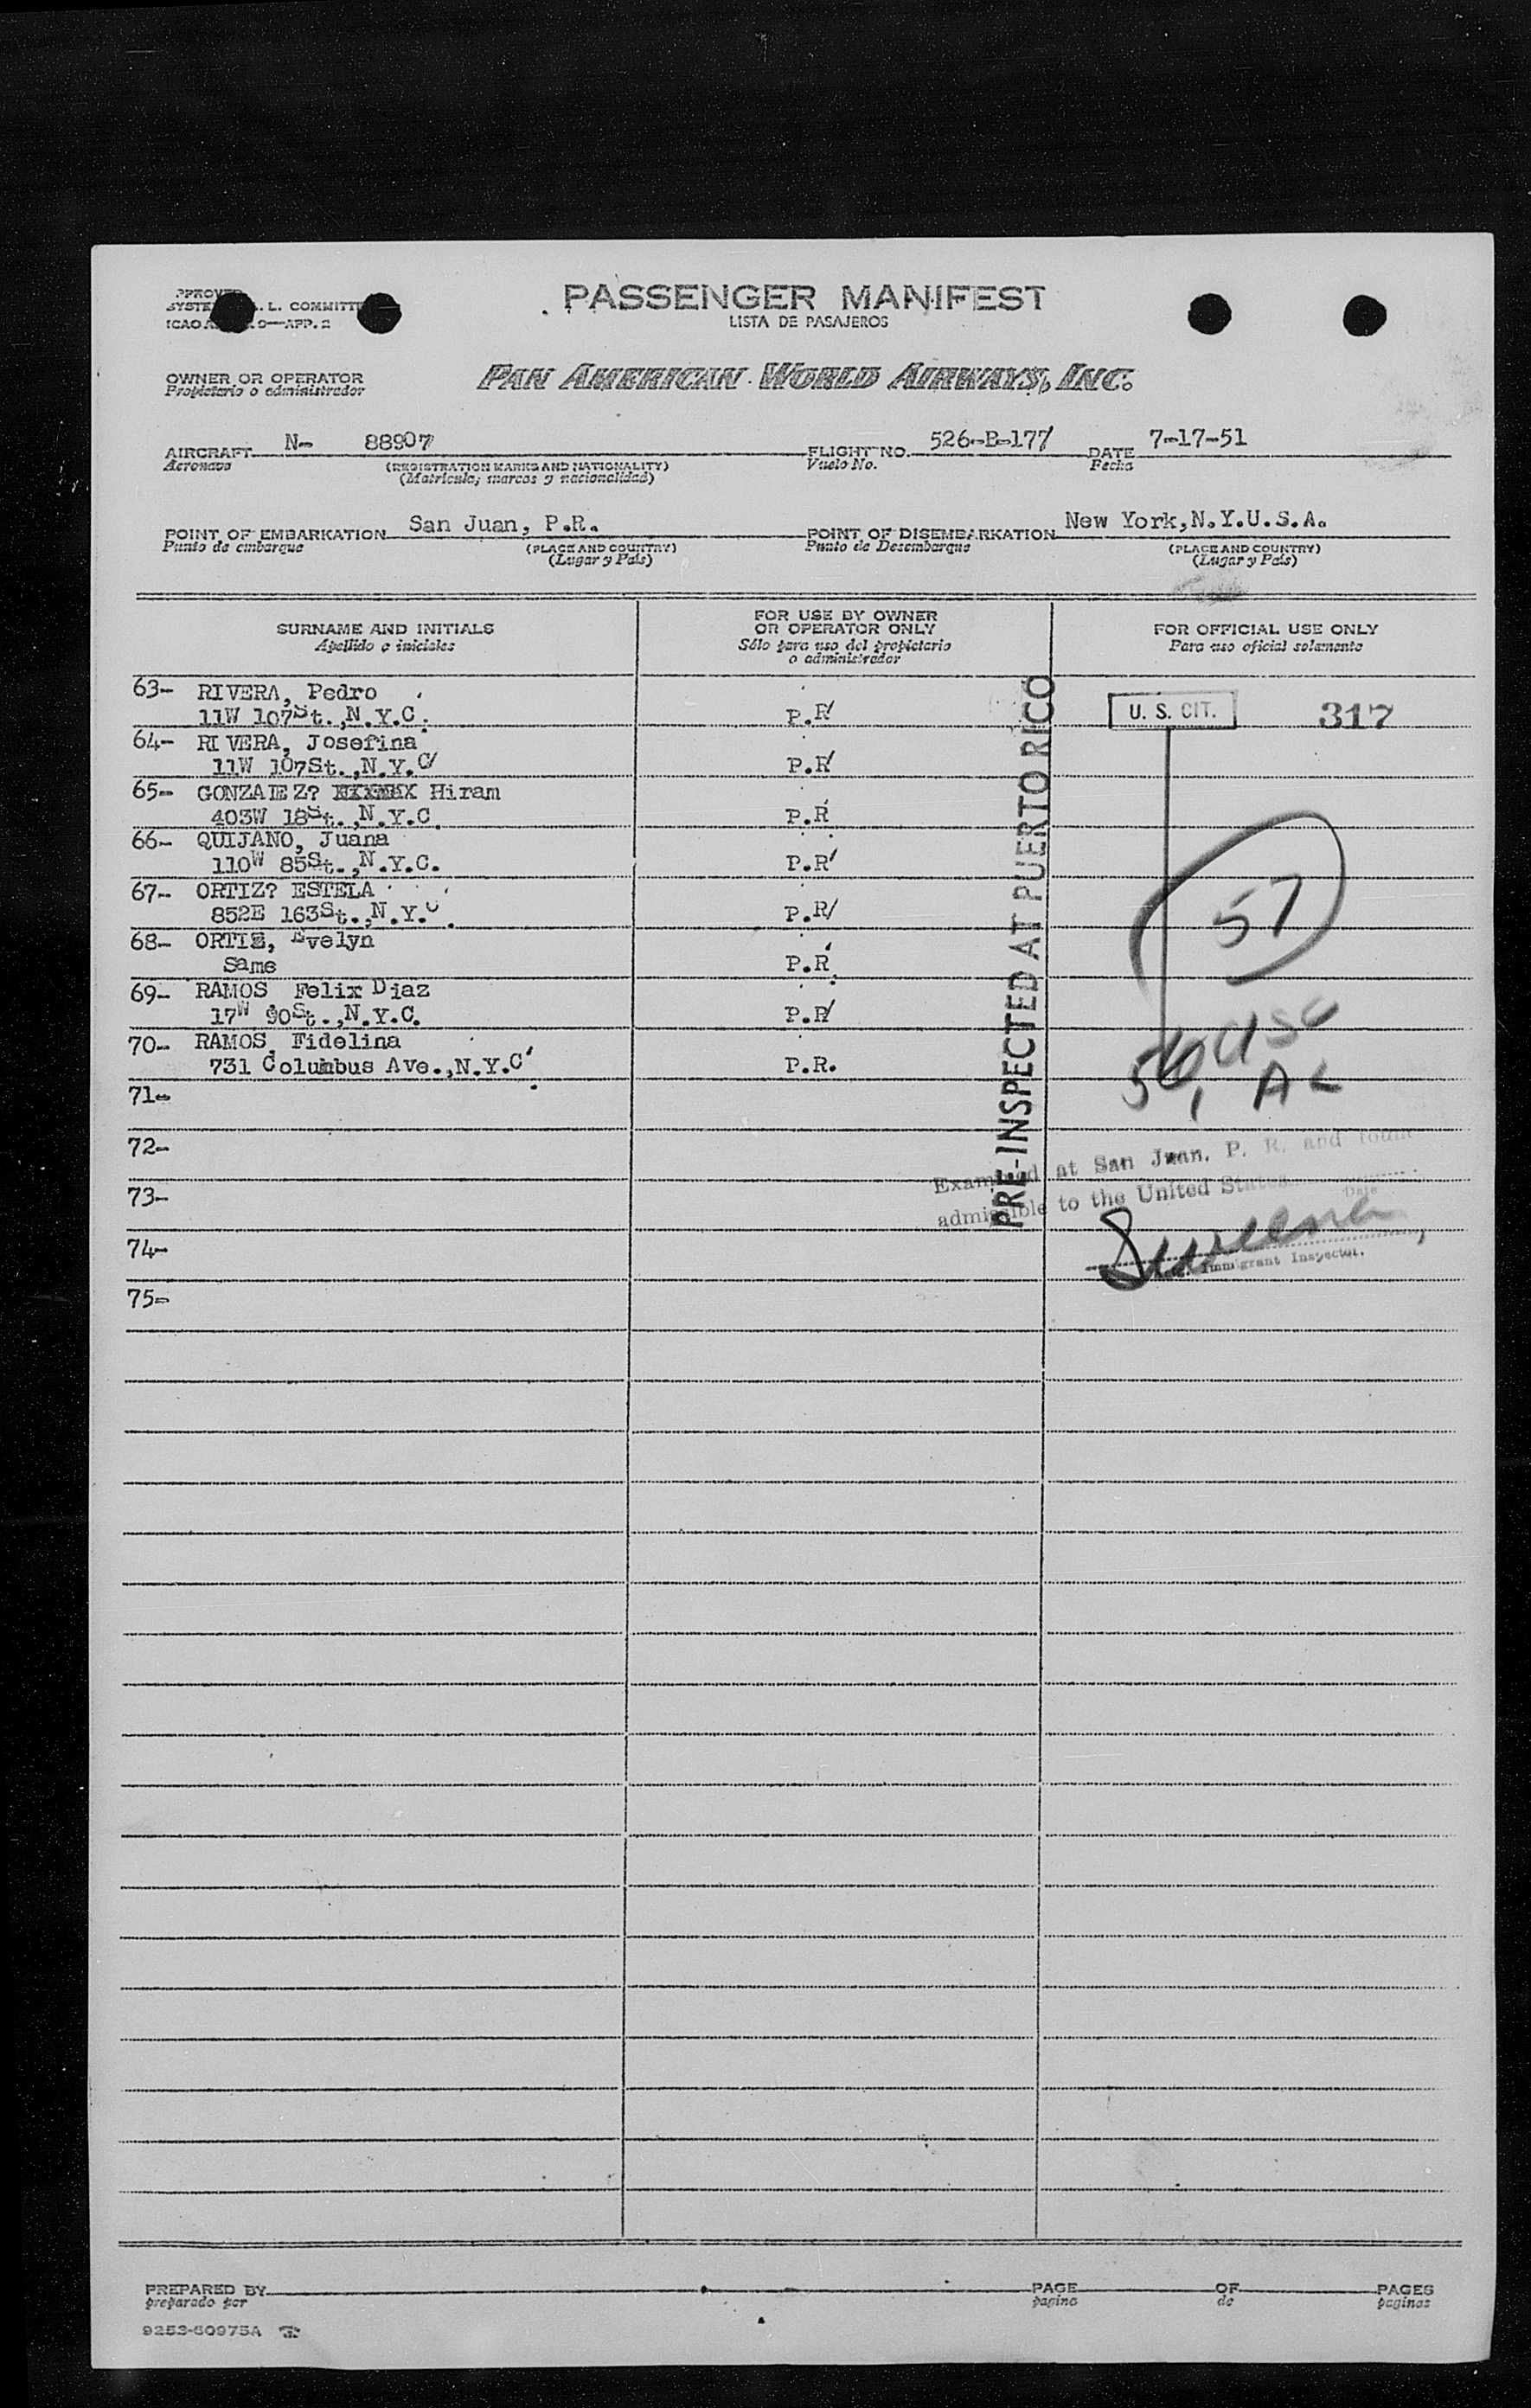 PASSENGER MANIFEST
LISTA DE PASAJEROS
L. COMMITT
O—APP. 2
OWNER OR OPERATOR
Propietario o administrador
PAN AMERICAN WORLD AIRWAYS, INC.
AIRCRAFT N- 88907 FLIGHT NO. 526-B-177 DATE 7-17-51
Aeronave (REGISTRATION MARKS AND NATIONALITY) Vuelo No. Fecha
(Matricula, marcas y nacionalidad)
POINT OF EMBARKATION San Juan, P.R. POINT OF DISEMBARKATION New York,N.Y.U.S.A.
Punto de embarque (PLACE AND COUNTRY) Punto de Desembarque (PLACE AND COUNTRY)
(Lugar y País) (Lugar y País)
SURNAME AND INITIALS FOR USE BY OWNER OR OPERATOR ONLY FOR OFFICIAL USE ONLY
Apellido e iniciales Sólo para uso del propietario o administrador Para uso oficial solamente
63- RIVERA, Pedro
11W 107St.,N.Y.C. P.R U. S. CIT. 317
64- RIVERA, Josefina
11W 107St.,N.Y.C P.R
65- GONZALEZ? Hiram
403W 18St.,N.Y.C. P.R
66- QUIJANO, Juana
110W 85St.,N.Y.C. P.R
67- ORTIZ? ESTELA
852E 163St.,N.Y.C. P.R
57
68- ORTIZ, Evelyn
Same P.R.
69- RAMOS Felix Diaz
17W 90St.,N.Y.C. P.R
70- RAMOS, Fidelina
731 Columbus Ave.,N.Y.C. P.R.
56 USC
1 AL
PRE-INSPECTED AT PUERTO RICO
71-
72-
Examined at San Juan, P. R. and found
73-
admissible to the United States
Date
74-
Immigrant Inspector.
75-
PREPARED BY PAGE OF PAGES
preparado por pagina de paginas
9253-60975A